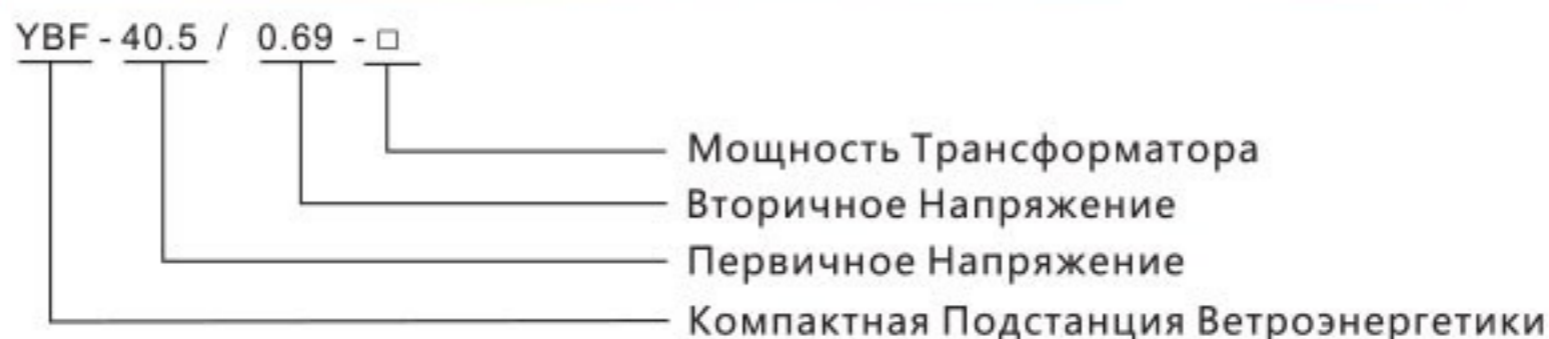 YBF - 40.5 / 0.69 - □
Мощность Трансформатора
Вторичное Напряжение
Первичное Напряжение
Компактная Подстанция Ветроэнергетики